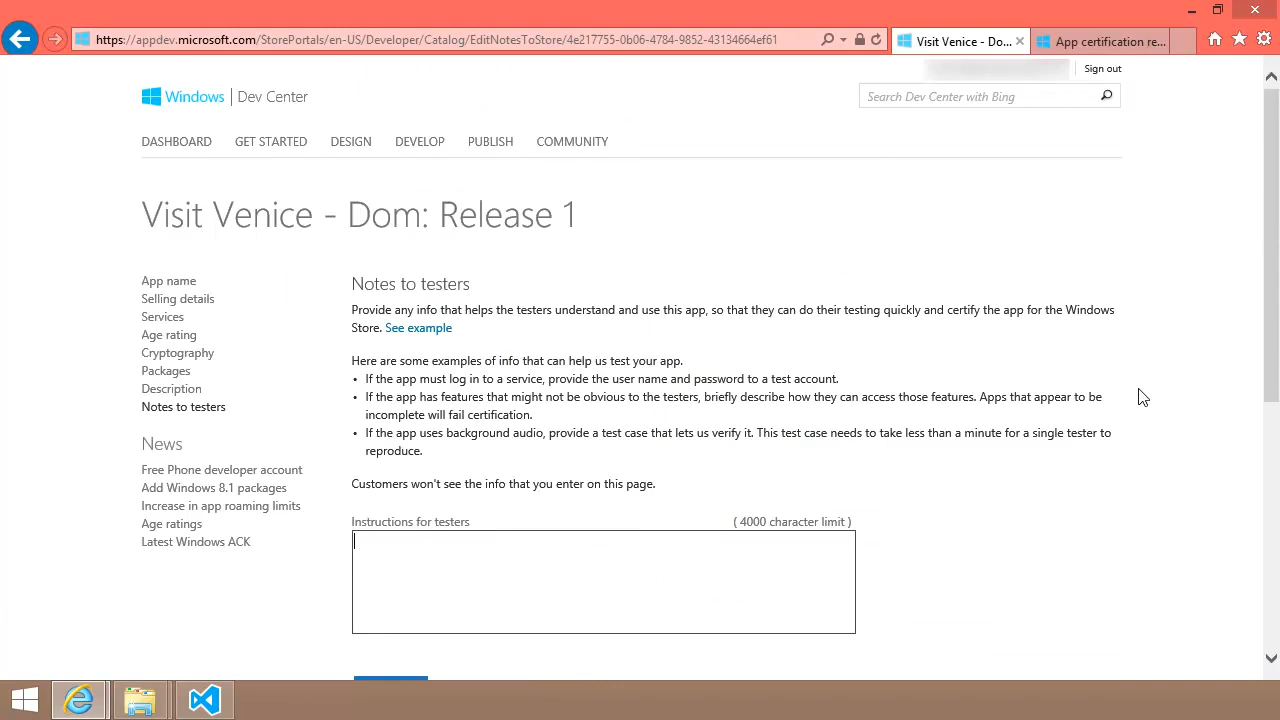 https://appdev.microsoft.com/StorePortals/en-US/Developer/Catalog/EditNotesToStore/4e217755-0b06-4784-9852-43134664ef61
Visit Venice - Do...
App certification re...
Sign out
Windows | Dev Center
Search Dev Center with Bing
DASHBOARD GET STARTED DESIGN DEVELOP PUBLISH COMMUNITY
Visit Venice - Dom: Release 1
App name
Selling details
Services
Age rating
Cryptography
Packages
Description
Notes to testers
News
Free Phone developer account
Add Windows 8.1 packages
Increase in app roaming limits
Age ratings
Latest Windows ACK
Notes to testers
Provide any info that helps the testers understand and use this app, so that they can do their testing quickly and certify the app for the Windows
Store. See example
Here are some examples of info that can help us test your app.
• If the app must log in to a service, provide the user name and password to a test account.
• If the app has features that might not be obvious to the testers, briefly describe how they can access those features. Apps that appear to be
incomplete will fail certification.
• If the app uses background audio, provide a test case that lets us verify it. This test case needs to take less than a minute for a single tester to
reproduce.
Customers won't see the info that you enter on this page.
Instructions for testers ( 4000 character limit )